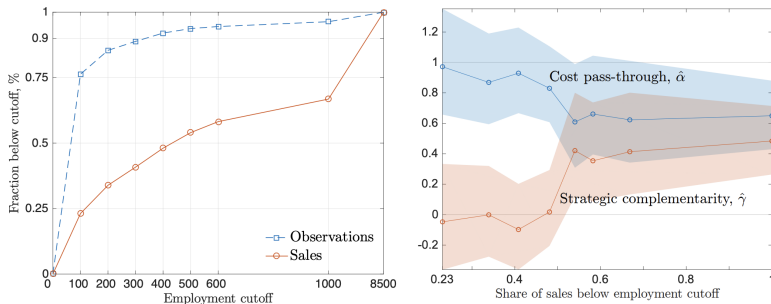 Fraction below cutoff, %
1
0.9
0.75
0.5
0.25
0
0 100 200 300 400 500 600 1000 8500
Employment cutoff
Observations
Sales
1.2
1
0.8
0.6
0.4
0.2
0
-0.2
0.23 0.4 0.6 0.8 1
Share of sales below employment cutoff
Cost pass-through, α̂
Strategic complementarity, γ̂